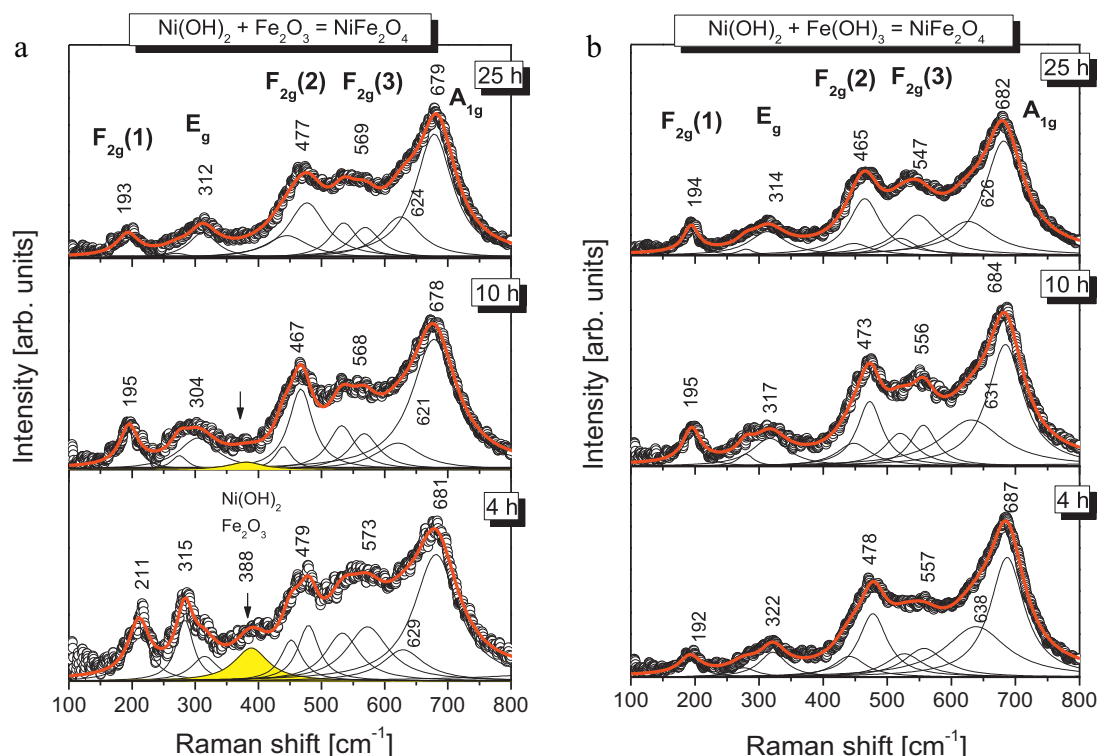 a
Ni(OH)₂ + Fe₂O₃ = NiFe₂O₄
25 h
F₂g(1)
E_g
F₂g(2)
F₂g(3)
A₁g
193
312
477
569
624
679
10 h
195
304
467
568
621
678
4 h
Ni(OH)₂
Fe₂O₃
211
315
388
479
573
629
681
100 200 300 400 500 600 700 800
Raman shift [cm⁻¹]
Intensity [arb. units]
b
Ni(OH)₂ + Fe(OH)₃ = NiFe₂O₄
25 h
F₂g(1)
E_g
F₂g(2)
F₂g(3)
A₁g
194
314
465
547
626
682
10 h
195
317
473
556
631
684
4 h
192
322
478
557
638
687
100 200 300 400 500 600 700 800
Raman shift [cm⁻¹]
Intensity [arb. units]